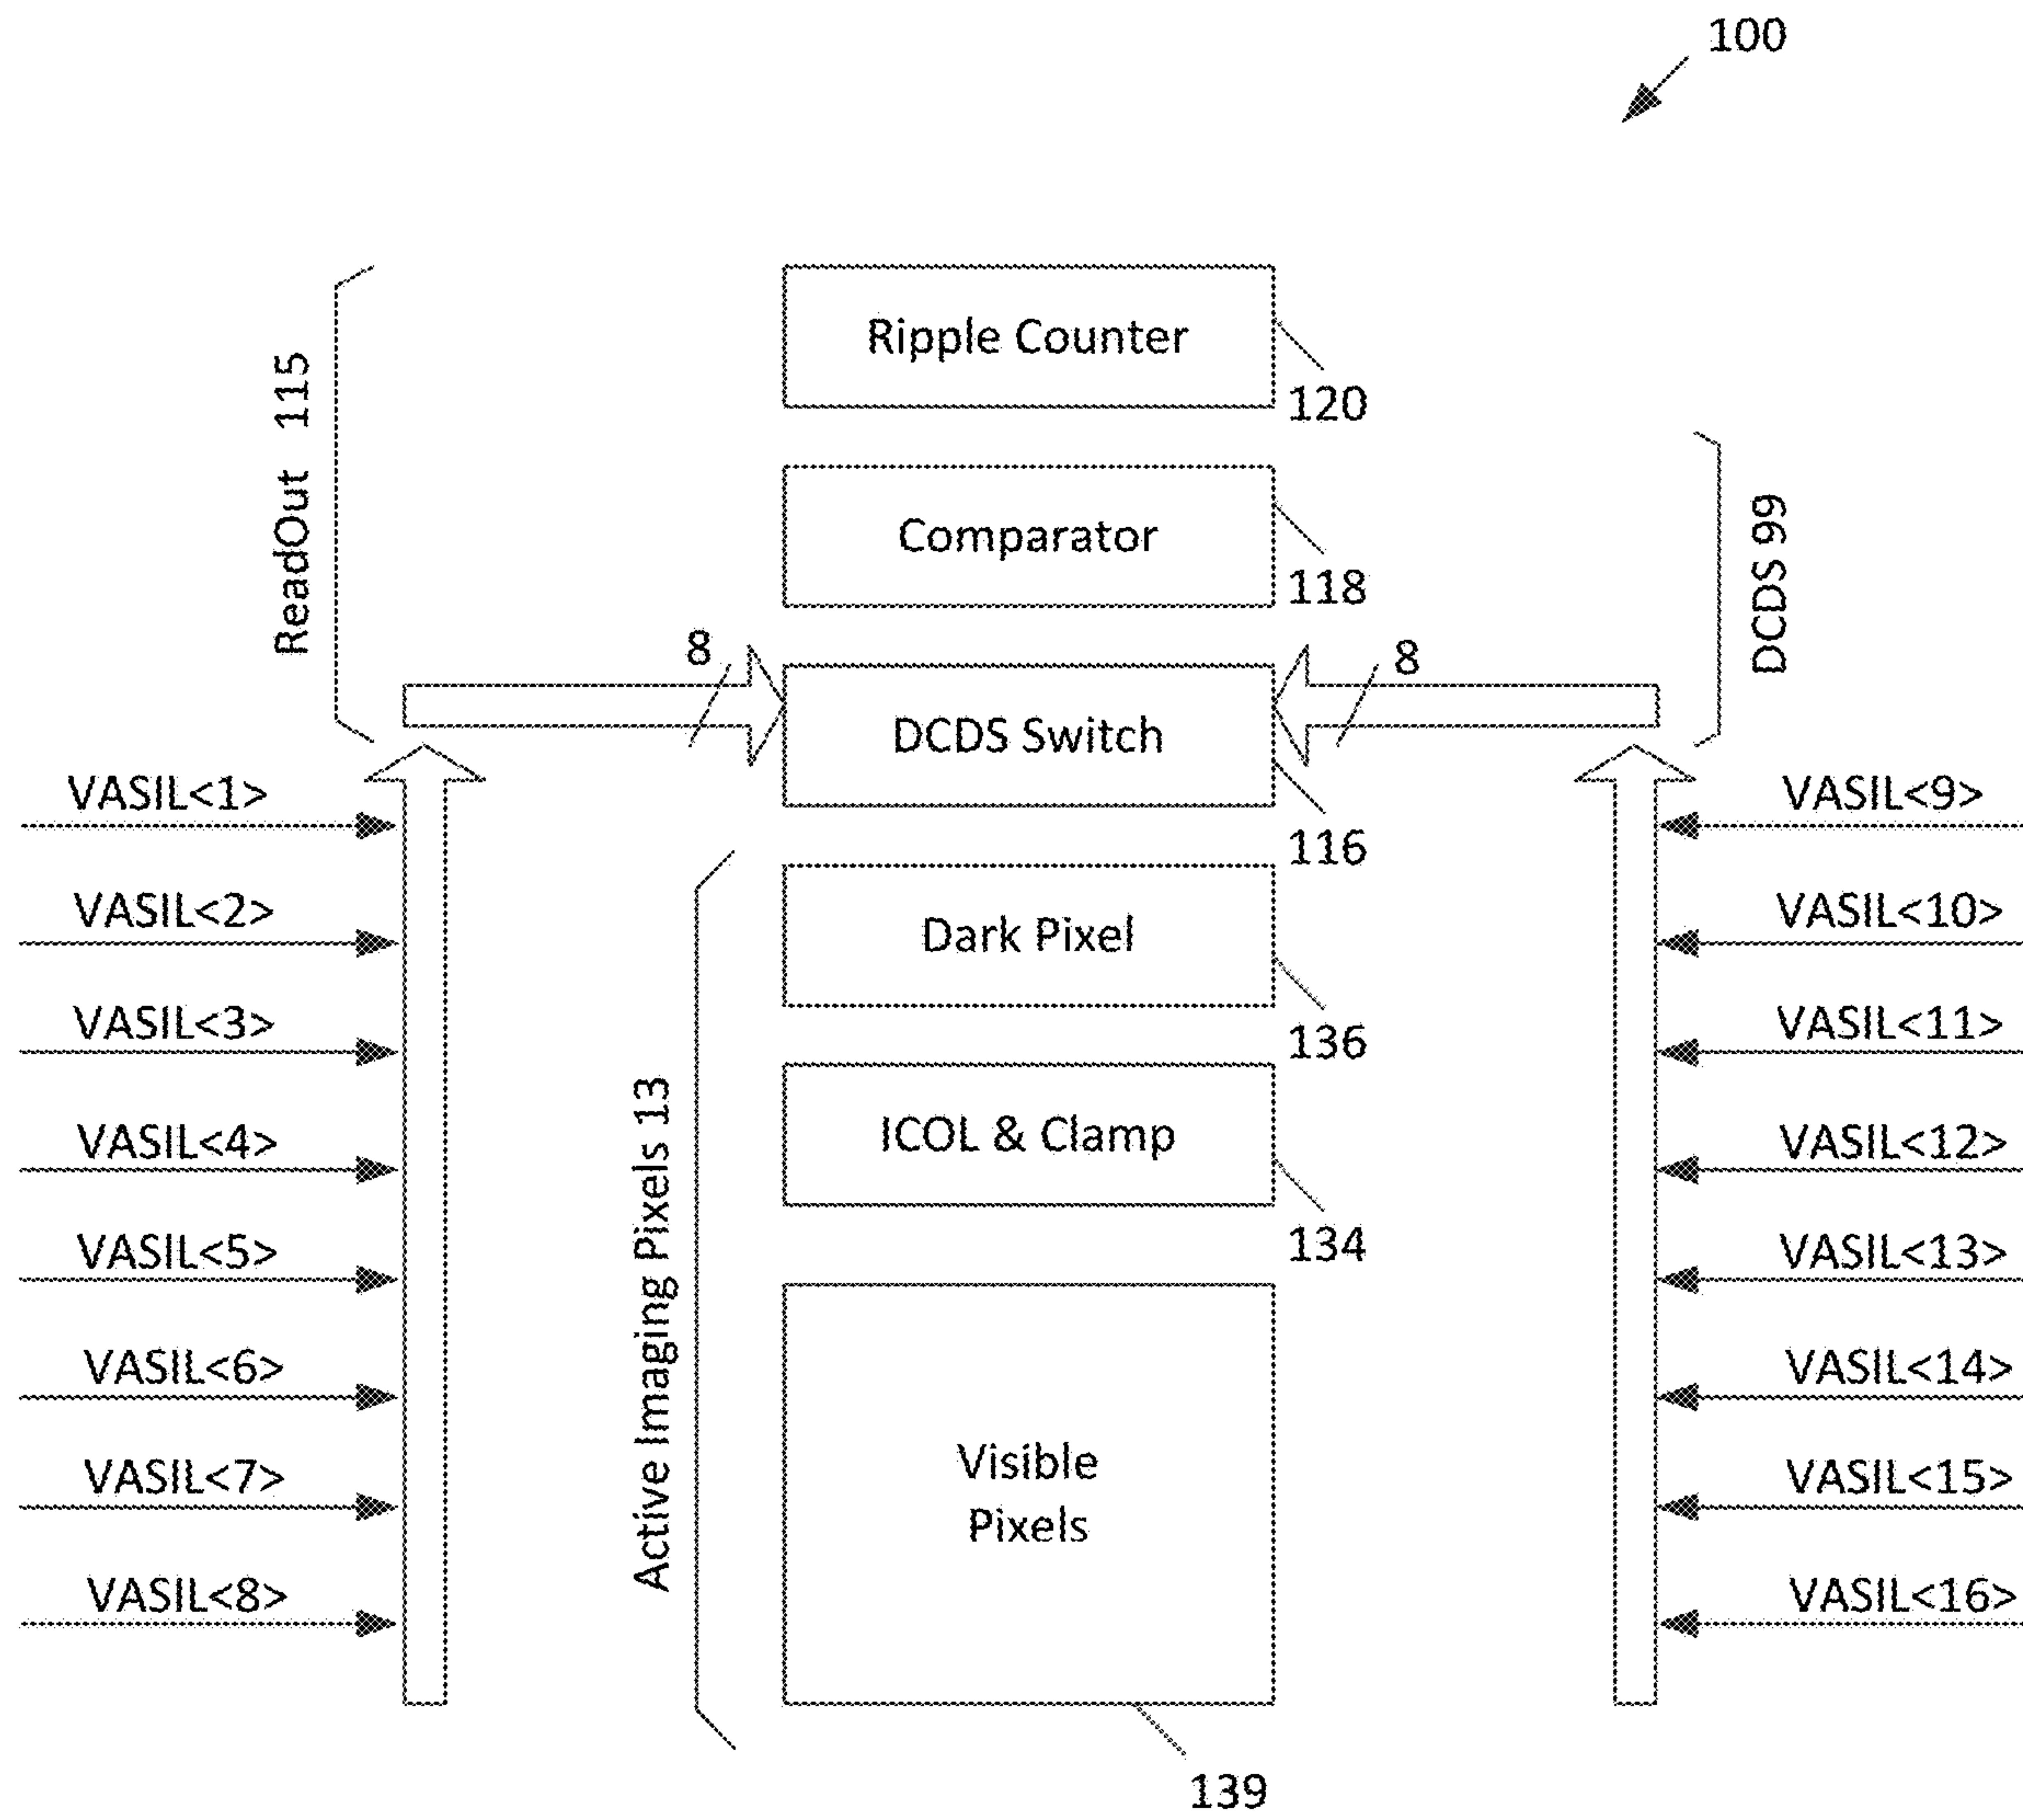 100
Ripple Counter
120
ReadOut 115
Comparator
118
DCDS 99
8
8
DCDS Switch
116
VASIL<1>
VASIL<2>
VASIL<3>
VASIL<4>
VASIL<5>
VASIL<6>
VASIL<7>
VASIL<8>
Active Imaging Pixels 13
Dark Pixel
136
ICOL & Clamp
134
Visible
Pixels
139
VASIL<9>
VASIL<10>
VASIL<11>
VASIL<12>
VASIL<13>
VASIL<14>
VASIL<15>
VASIL<16>